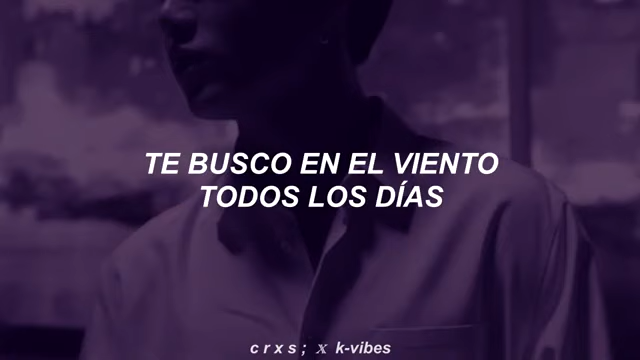 TE BUSCO EN EL VIENTO
TODOS LOS DÍAS
c r x s ; x k-vibes